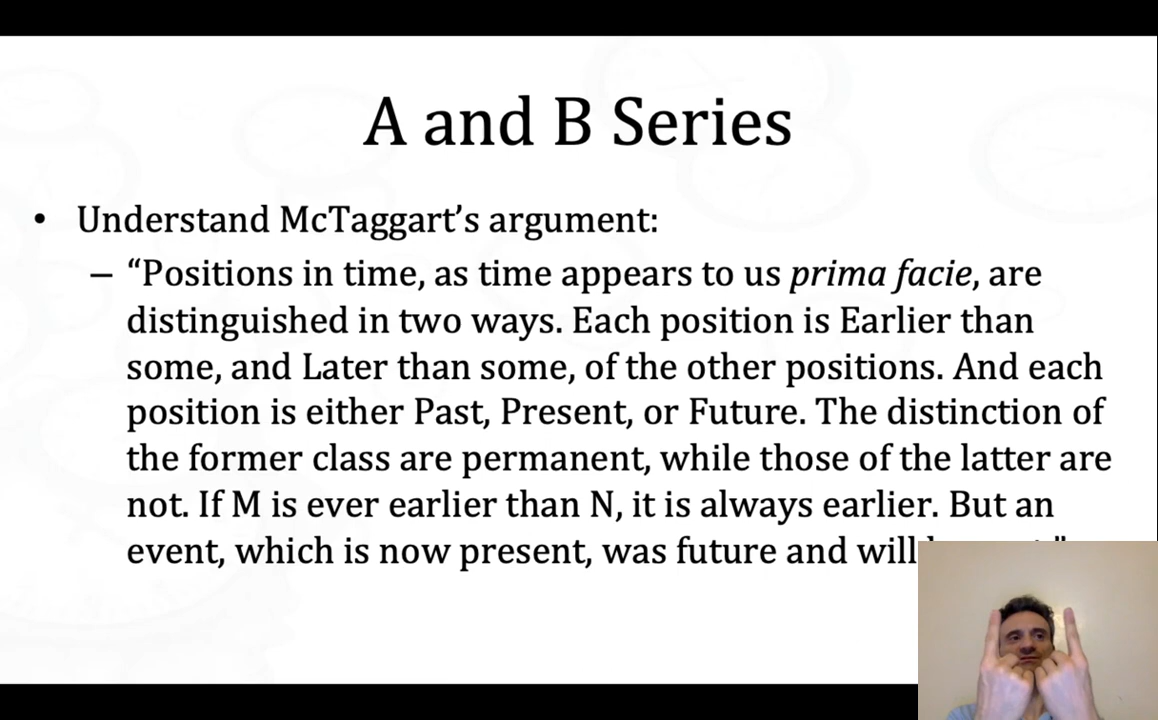 A and B Series
• Understand McTaggart’s argument:
– “Positions in time, as time appears to us prima facie, are
distinguished in two ways. Each position is Earlier than
some, and Later than some, of the other positions. And each
position is either Past, Present, or Future. The distinction of
the former class are permanent, while those of the latter are
not. If M is ever earlier than N, it is always earlier. But an
event, which is now present, was future and will